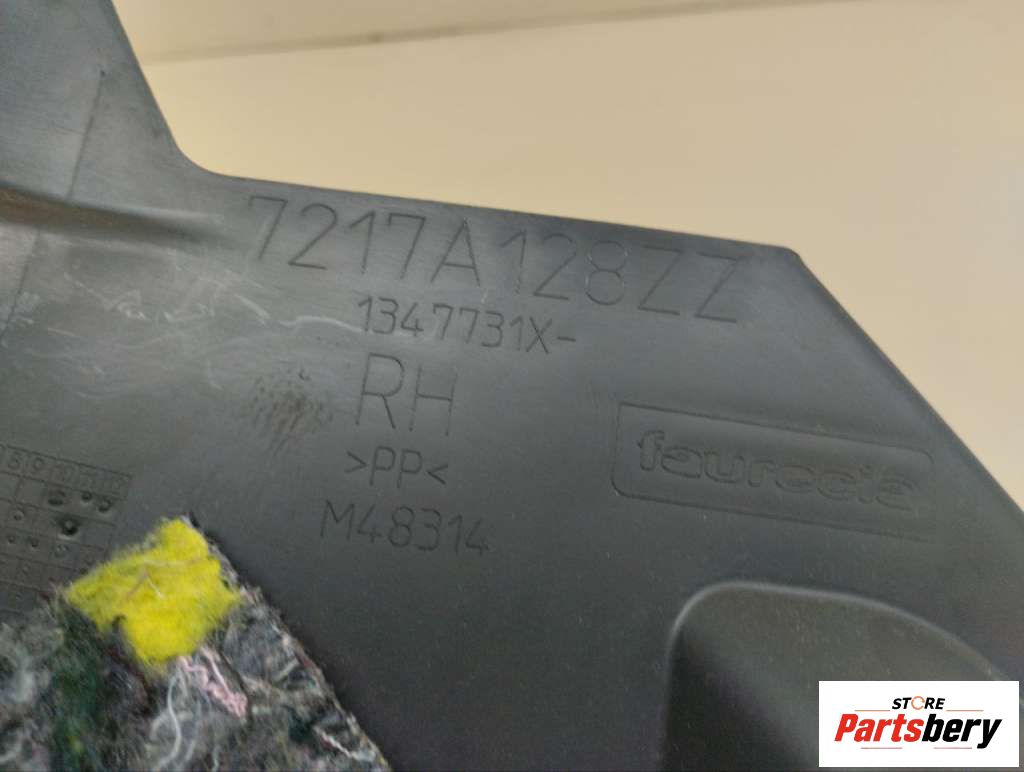 7217A128ZZ
1347731X-
RH
>PP<
M48314
faurecia
STORE
Partsbery